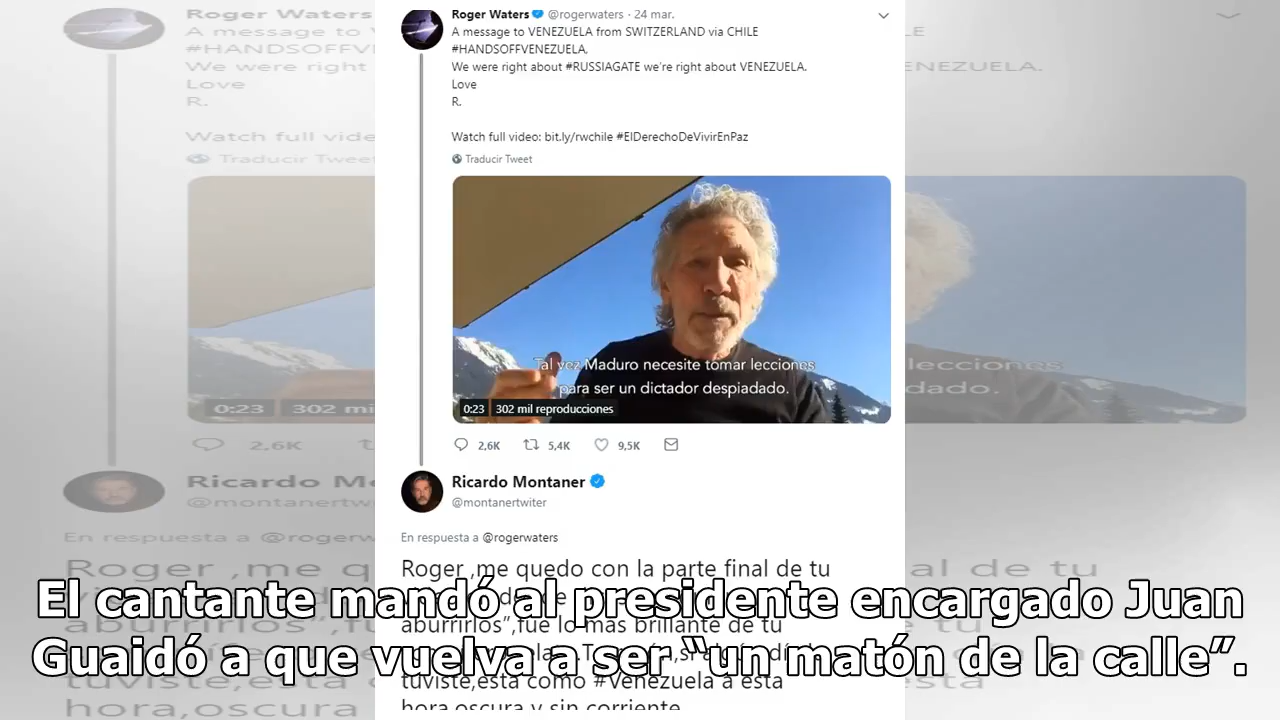 Roger Waters @rogerwaters · 24 mar.
A message to VENEZUELA from SWITZERLAND via CHILE
#HANDSOFFVENEZUELA,
We were right about #RUSSIAGATE we're right about VENEZUELA.
Love
R.
Watch full video: bit.ly/rwchile #ElDerechoDeVivirEnPaz
Traducir Tweet
Tal vez Maduro necesite tomar lecciones
para ser un dictador despiadado.
0:23 302 mil reproducciones
2,6K 5,4K 9,5K
Ricardo Montaner
@montanertwiter
En respuesta a @rogerwaters
Roger ,me quedo con la parte final de tu
aburrirlos",fue lo más brillante de tu
tuviste,esta como #Venezuela a esta
hora,oscura y sin corriente
El cantante mandó al presidente encargado Juan
Guaidó a que vuelva a ser “un matón de la calle”.